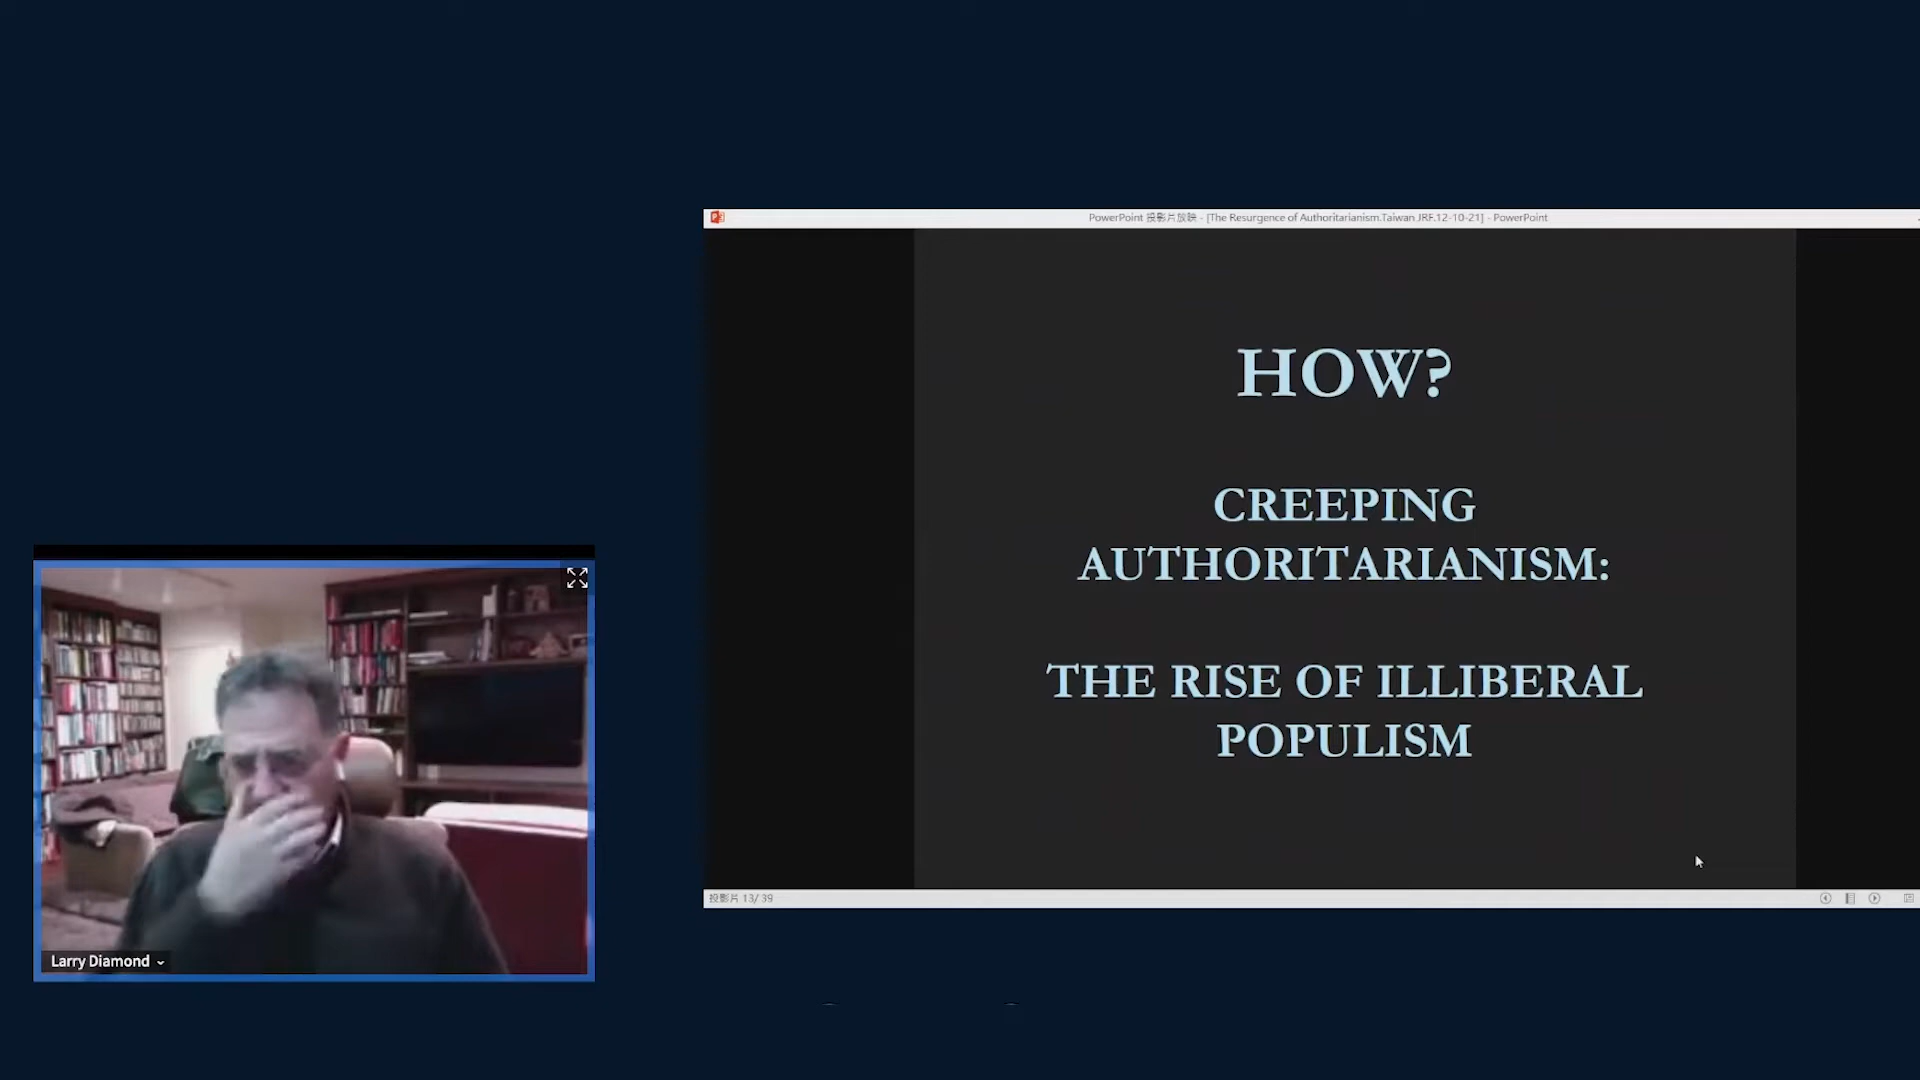 PowerPoint 投影片放映 - [The Resurgence of Authoritarianism.Taiwan JRF.12-10-21] - PowerPoint
HOW?
CREEPING
AUTHORITARIANISM:
THE RISE OF ILLIBERAL
POPULISM
投影片 13/ 39
Larry Diamond